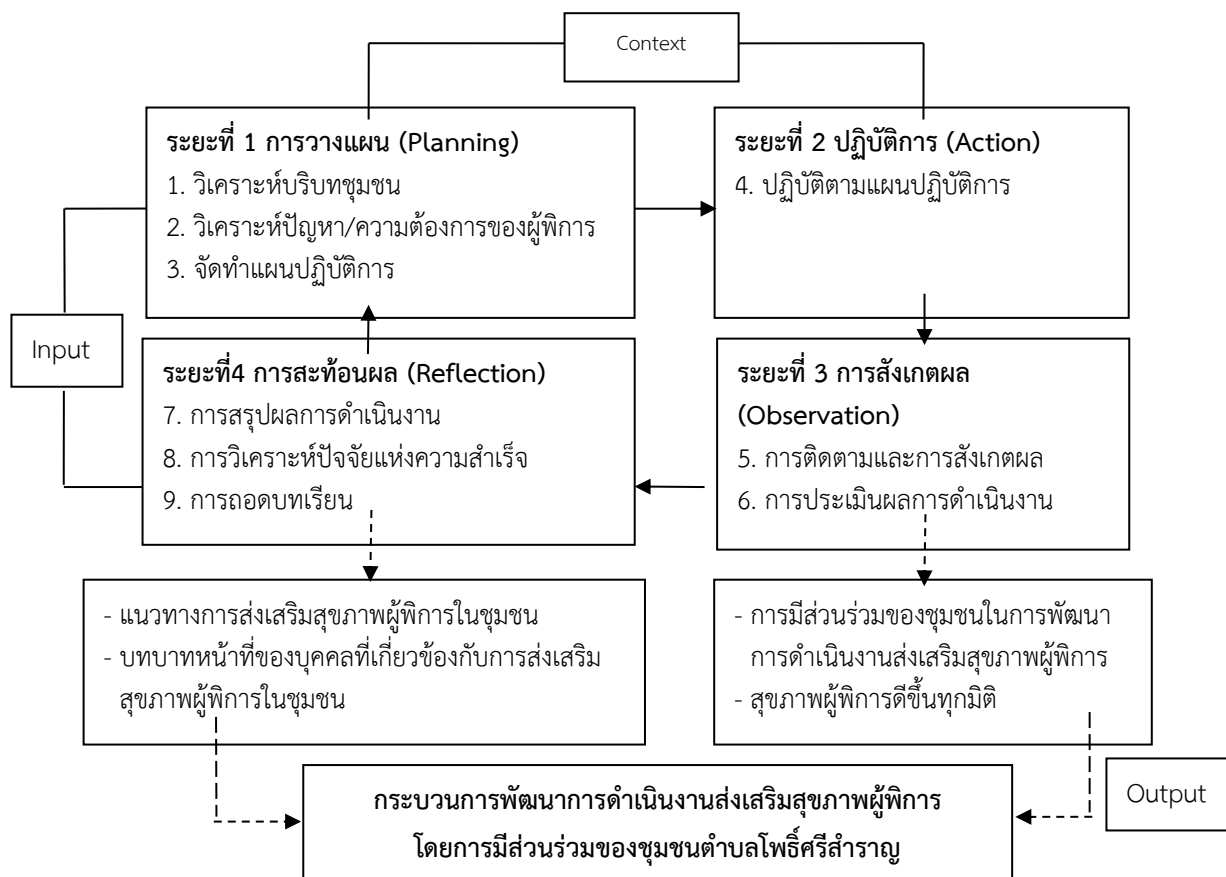 Context
ระยะที่ 1 การวางแผน (Planning)
1. วิเคราะห์บริบทชุมชน
2. วิเคราะห์ปัญหา/ความต้องการของผู้พิการ
3. จัดทำแผนปฏิบัติการ
ระยะที่ 2 ปฏิบัติการ (Action)
4. ปฏิบัติตามแผนปฏิบัติการ
Input
ระยะที่4 การสะท้อนผล (Reflection)
7. การสรุปผลการดำเนินงาน
8. การวิเคราะห์ปัจจัยแห่งความสำเร็จ
9. การถอดบทเรียน
ระยะที่ 3 การสังเกตผล
(Observation)
5. การติดตามและการสังเกตผล
6. การประเมินผลการดำเนินงาน
- แนวทางการส่งเสริมสุขภาพผู้พิการในชุมชน
- บทบาทหน้าที่ของบุคคลที่เกี่ยวข้องกับการส่งเสริม
สุขภาพผู้พิการในชุมชน
- การมีส่วนร่วมของชุมชนในการพัฒนา
การดำเนินงานส่งเสริมสุขภาพผู้พิการ
- สุขภาพผู้พิการดีขึ้นทุกมิติ
Output
กระบวนการพัฒนาการดำเนินงานส่งเสริมสุขภาพผู้พิการ
โดยการมีส่วนร่วมของชุมชนตำบลโพธิ์ศรีสำราญ